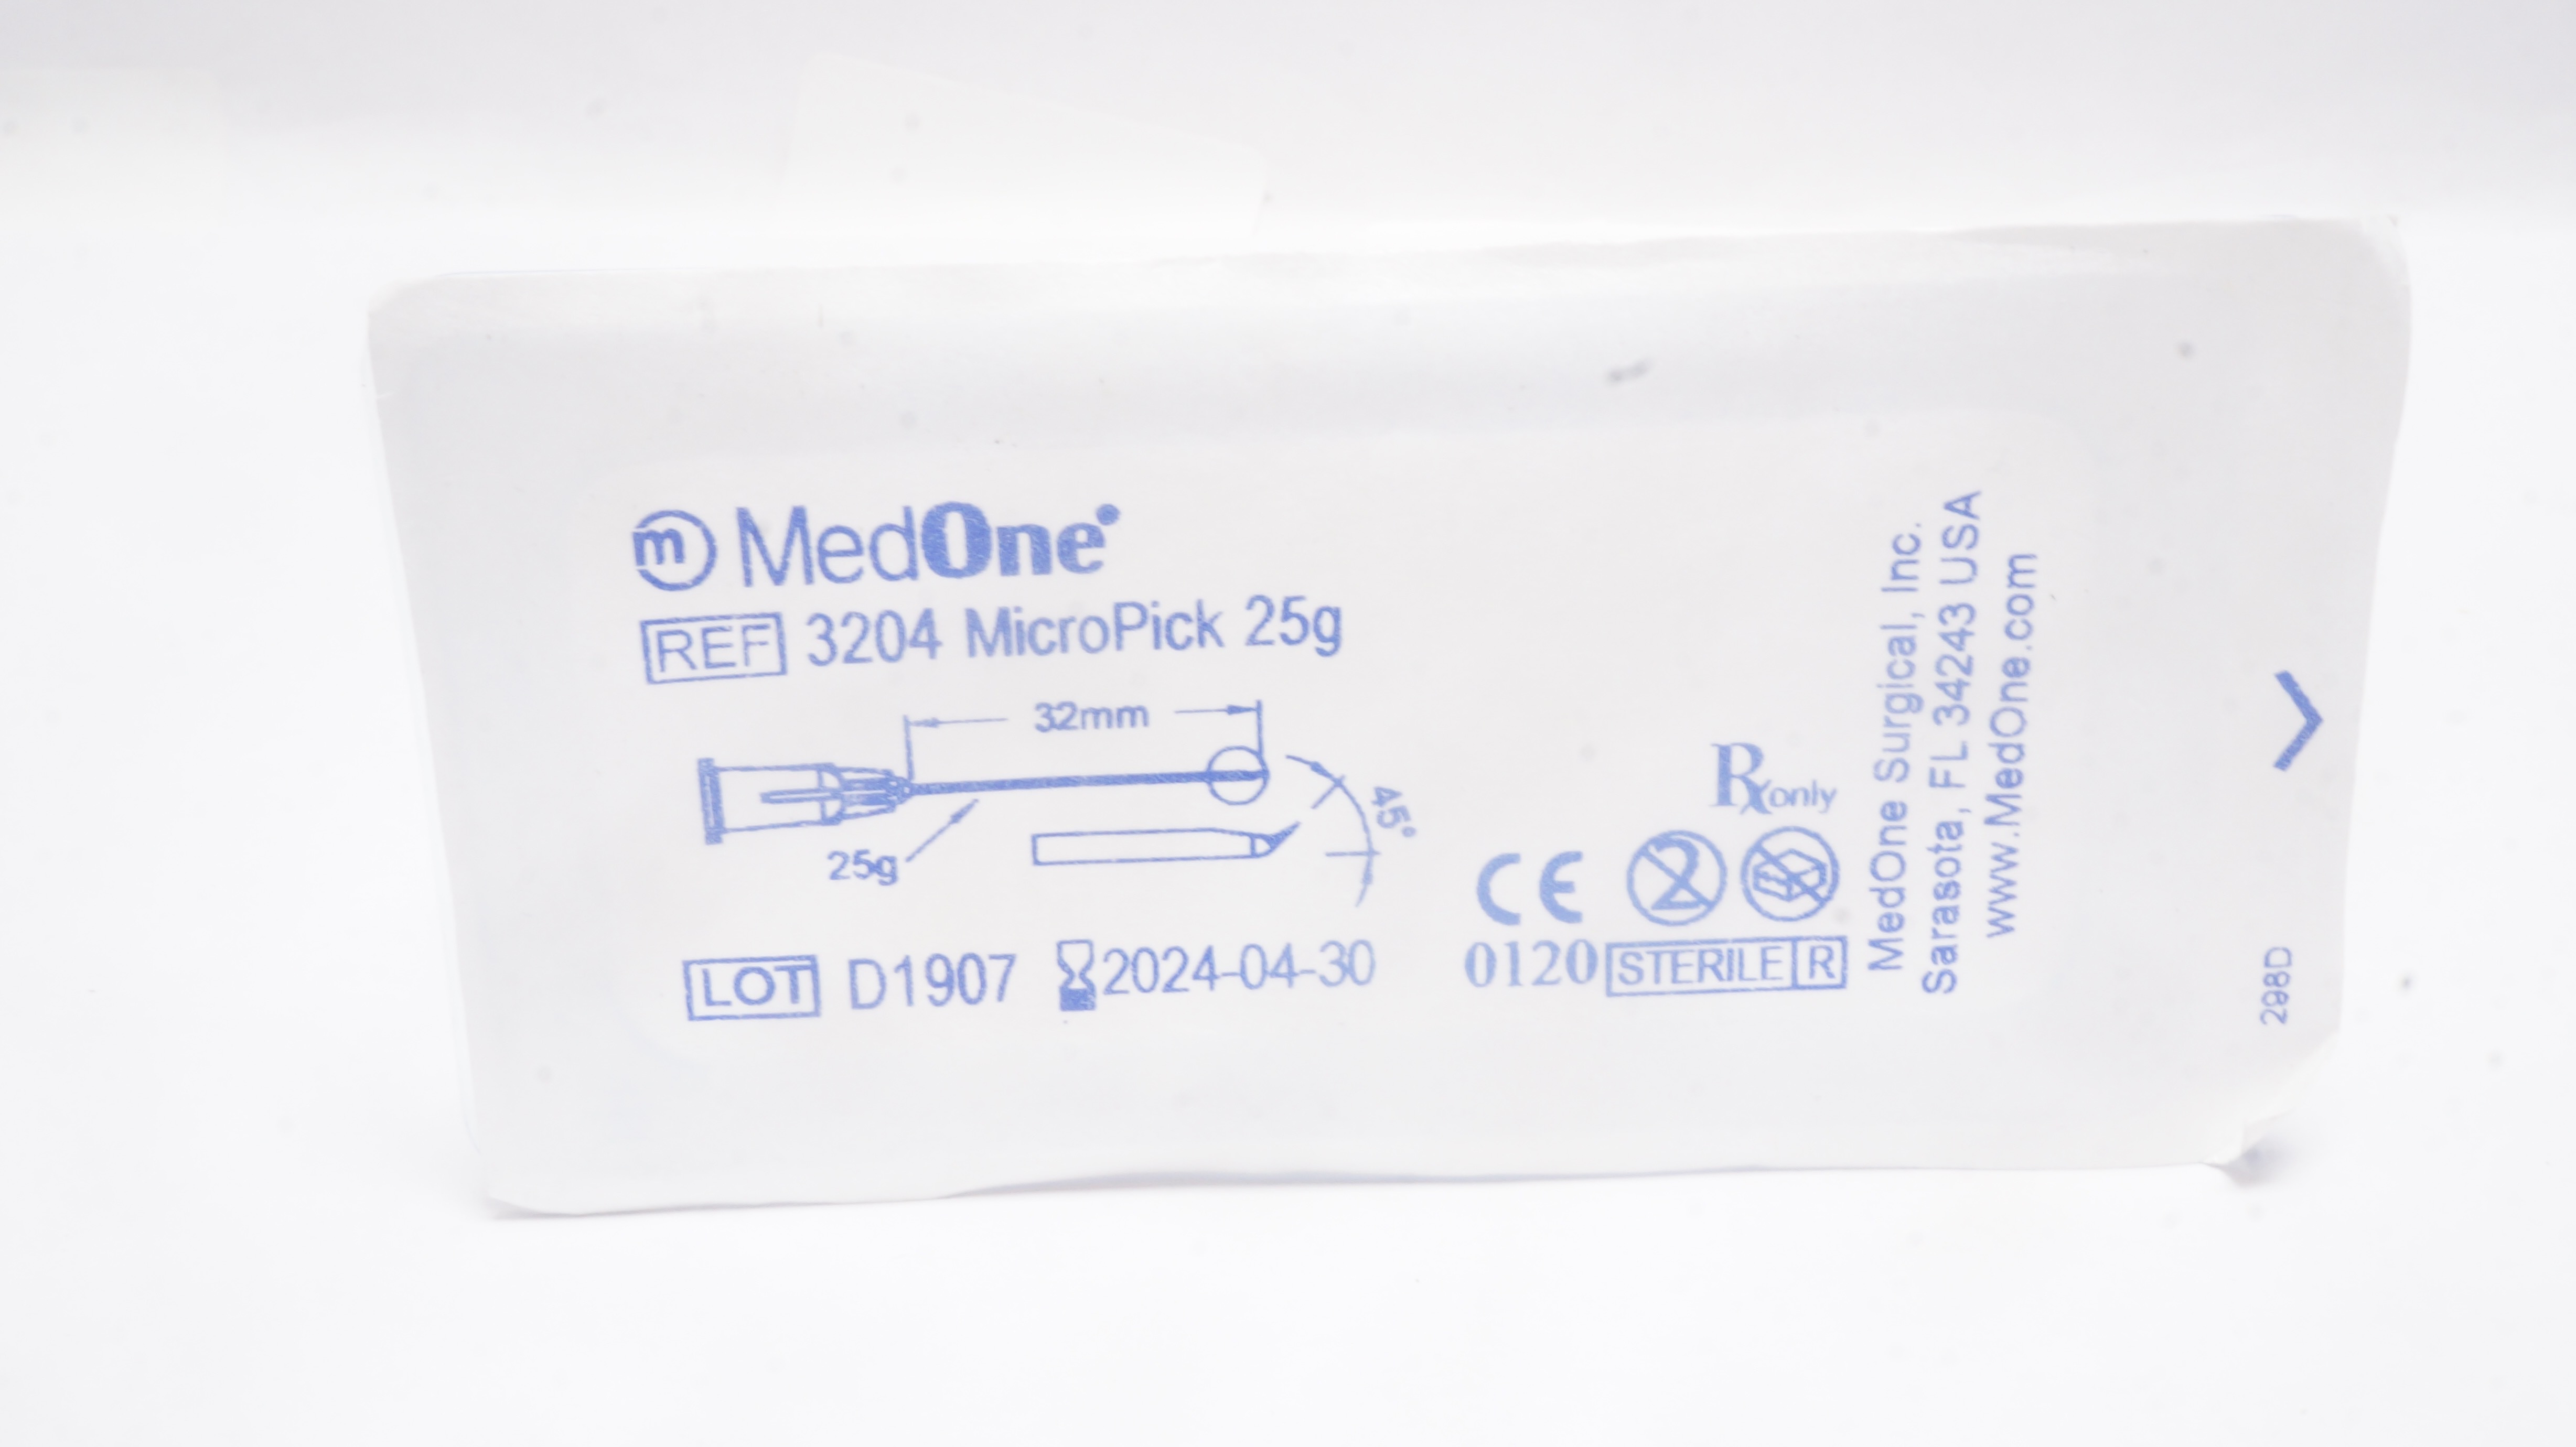 m MedOne
REF 3204 MicroPick 25g
32mm
45°
25g
LOT D1907 2024-04-30
Rx only
CE 2
0120 STERILE R
MedOne Surgical, Inc.
Sarasota, FL 34243 USA
www.MedOne.com
298D